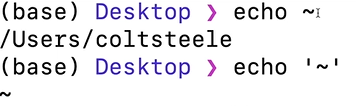 (base) Desktop ❯ echo ~
/Users/coltsteele
(base) Desktop ❯ echo '~'
~